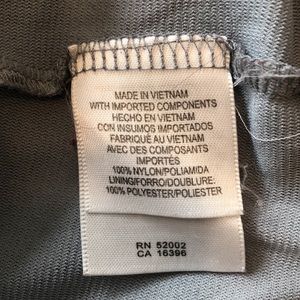 MADE IN VIETNAM
WITH IMPORTED COMPONENTS
HECHO EN VIETNAM
CON INSUMOS IMPORTADOS
FABRIQUÉ AU VIETNAM
AVEC DES COMPOSANTS
IMPORTÉS
100% NYLON/POLIAMIDA
LINING/FORRO/DOUBLURE:
100% POLYESTER/POLIESTER
RN 52002
CA 16396